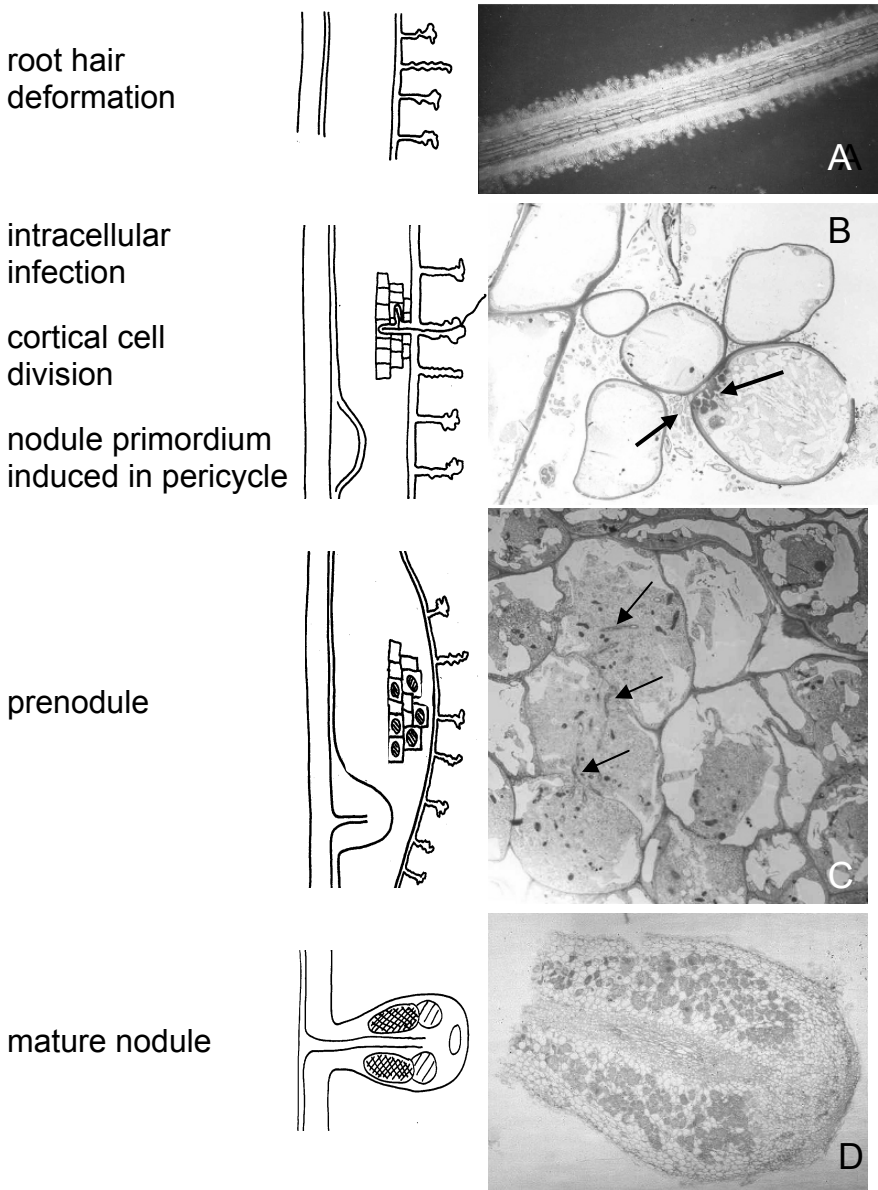 root hair
deformation
A
intracellular
infection
cortical cell
division
nodule primordium
induced in pericycle
B
prenodule
C
mature nodule
D